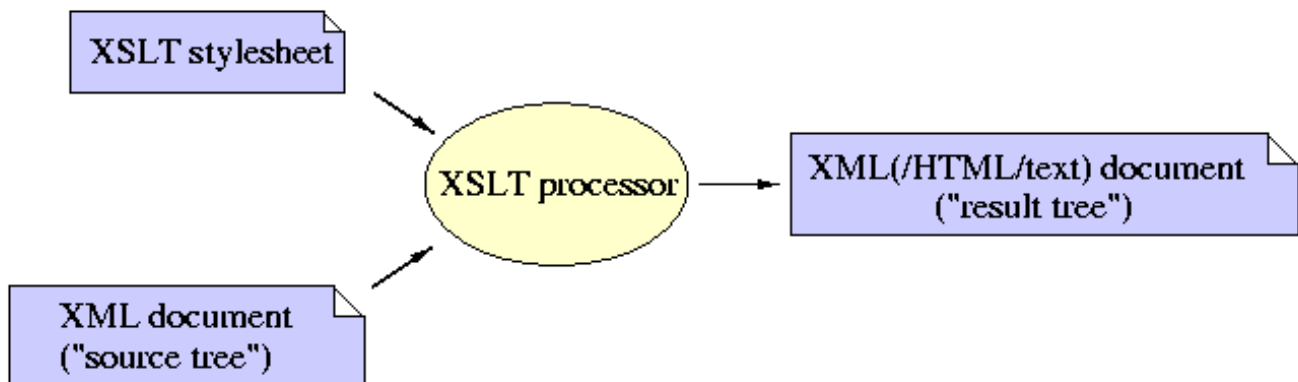 XSLT stylesheet
XSLT processor
XML(/HTML/text) document
("result tree")
XML document
("source tree")